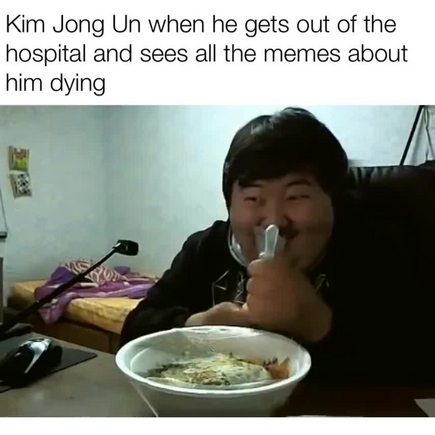 Kim Jong Un when he gets out of the
hospital and sees all the memes about
him dying